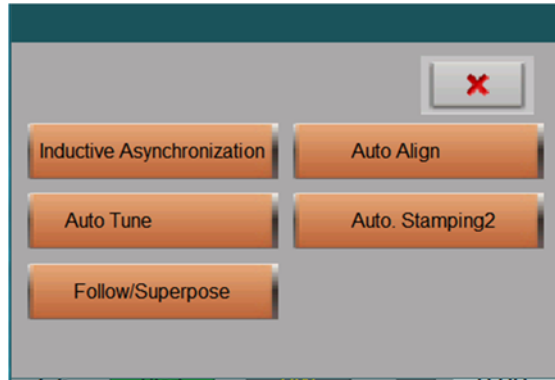 Inductive Asynchronization
Auto Align
Auto Tune
Auto. Stamping2
Follow/Superpose